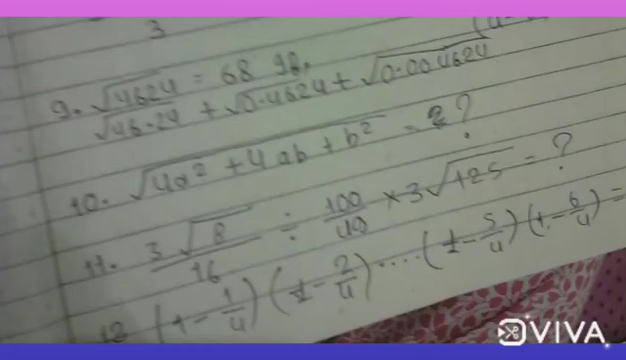 3
9. √4624 = 68 हो.
√46.24 + √0.4624 + √0.004624
10. √4a² + 4ab + b² = ?
11. 3√8/16 ÷ 100/40 × 3√125 = ?
12 (1 - 1/4) (1 - 2/4) .... (1 - 5/4) (1 - 6/4) =
VIVA